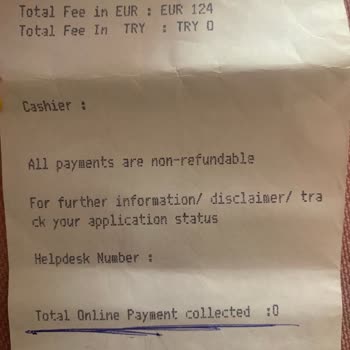 Total Fee in EUR : EUR 124
Total Fee In TRY : TRY 0
Cashier :
All payments are non-refundable
For further information/ disclaimer/ tra
ck your application status
Helpdesk Number :
Total Online Payment collected :0